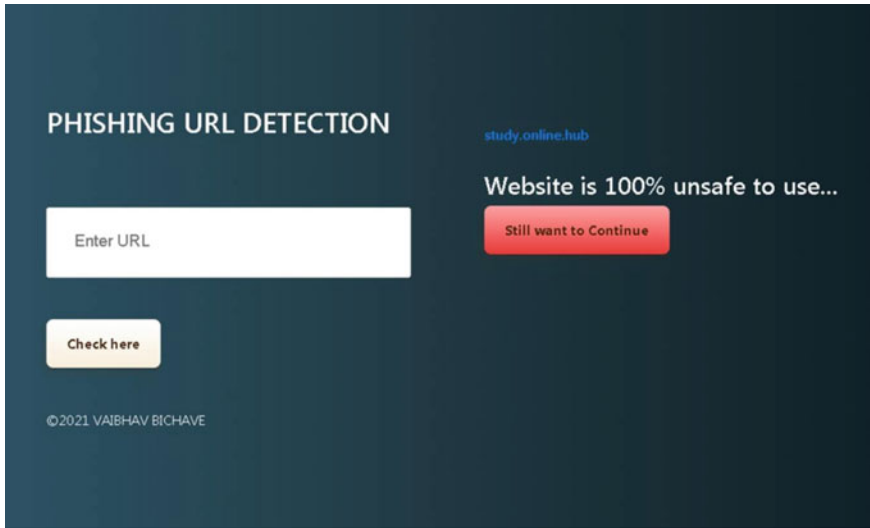 PHISHING URL DETECTION
Enter URL
Check here
©2021 VAIBHAV BICHAVE
study.online.hub
Website is 100% unsafe to use...
Still want to Continue